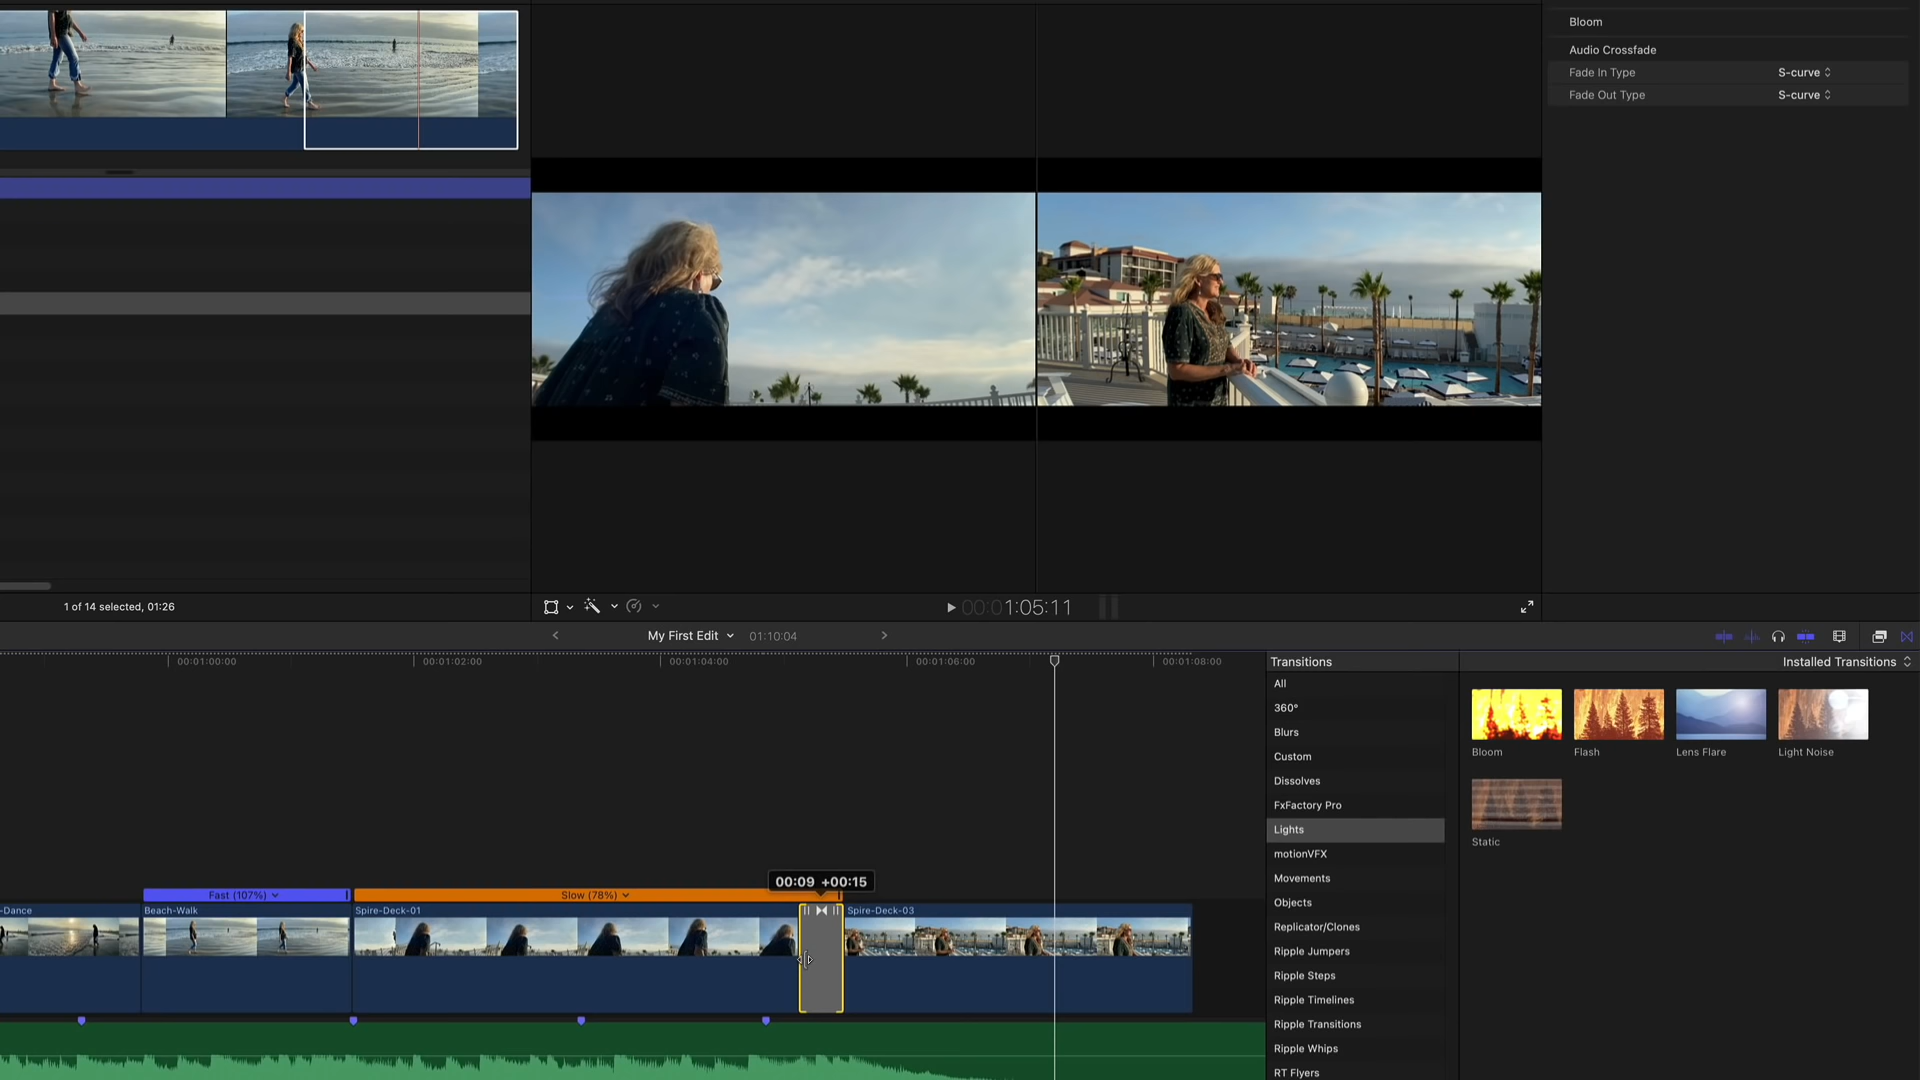 Bloom
Audio Crossfade
Fade In Type S-curve
Fade Out Type S-curve
1 of 14 selected, 01:26
00:01:05:11
My First Edit 01:10:04
00:01:00:00 00:01:02:00 00:01:04:00 00:01:06:00 00:01:08:00
Transitions
Installed Transitions
All
360°
Blurs
Custom
Dissolves
FxFactory Pro
Lights
motionVFX
Movements
Objects
Replicator/Clones
Ripple Jumpers
Ripple Steps
Ripple Timelines
Ripple Transitions
Ripple Whips
RT Flyers
Bloom
Flash
Lens Flare
Light Noise
Static
00:09 +00:15
Fast (107%)
Slow (78%)
-Dance
Beach-Walk
Spire-Deck-01
Spire-Deck-03